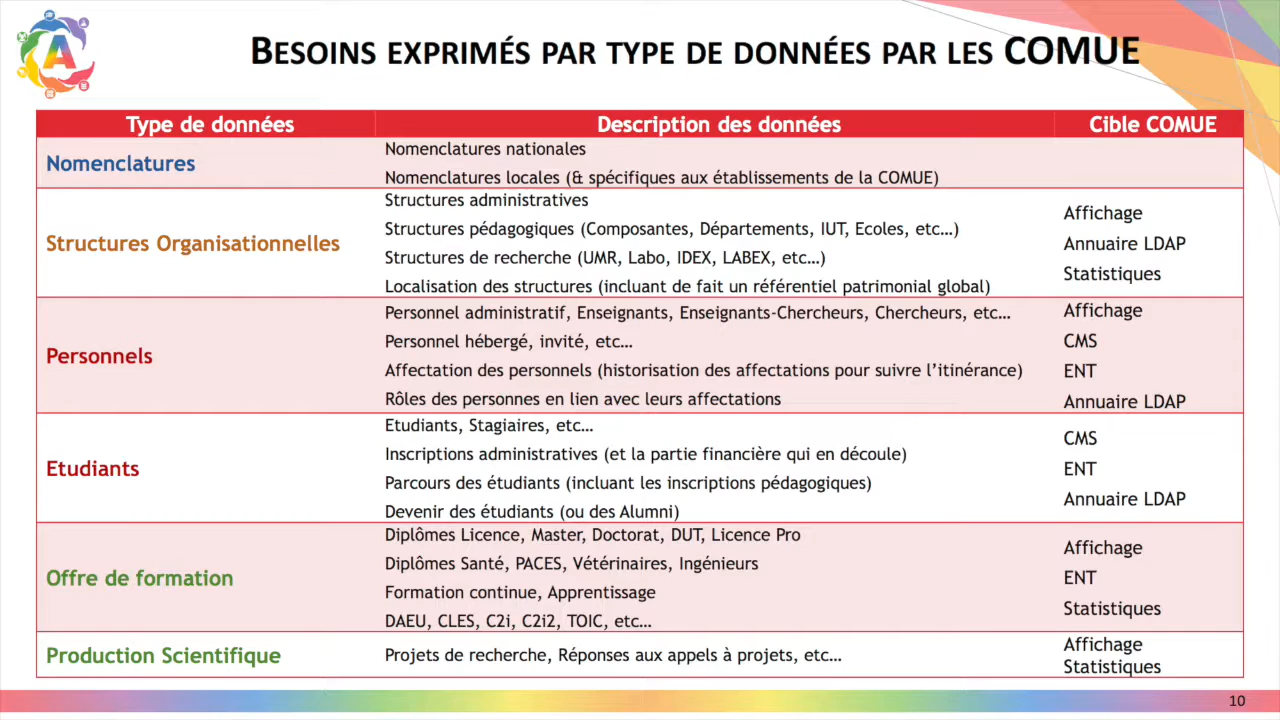 A
BESOINS EXPRIMÉS PAR TYPE DE DONNÉES PAR LES COMUE
Type de données
Description des données
Cible COMUE
Nomenclatures
Nomenclatures nationales
Nomenclatures locales (& spécifiques aux établissements de la COMUE)
Structures Organisationnelles
Structures administratives
Structures pédagogiques (Composantes, Départements, IUT, Ecoles, etc…)
Structures de recherche (UMR, Labo, IDEX, LABEX, etc…)
Localisation des structures (incluant de fait un référentiel patrimonial global)
Affichage
Annuaire LDAP
Statistiques
Personnels
Personnel administratif, Enseignants, Enseignants-Chercheurs, Chercheurs, etc…
Personnel hébergé, invité, etc…
Affectation des personnels (historisation des affectations pour suivre l'itinérance)
Rôles des personnes en lien avec leurs affectations
Affichage
CMS
ENT
Annuaire LDAP
Etudiants
Etudiants, Stagiaires, etc…
Inscriptions administratives (et la partie financière qui en découle)
Parcours des étudiants (incluant les inscriptions pédagogiques)
Devenir des étudiants (ou des Alumni)
CMS
ENT
Annuaire LDAP
Offre de formation
Diplômes Licence, Master, Doctorat, DUT, Licence Pro
Diplômes Santé, PACES, Vétérinaires, Ingénieurs
Formation continue, Apprentissage
DAEU, CLES, C2i, C2i2, TOIC, etc…
Affichage
ENT
Statistiques
Production Scientifique
Projets de recherche, Réponses aux appels à projets, etc…
Affichage
Statistiques
10